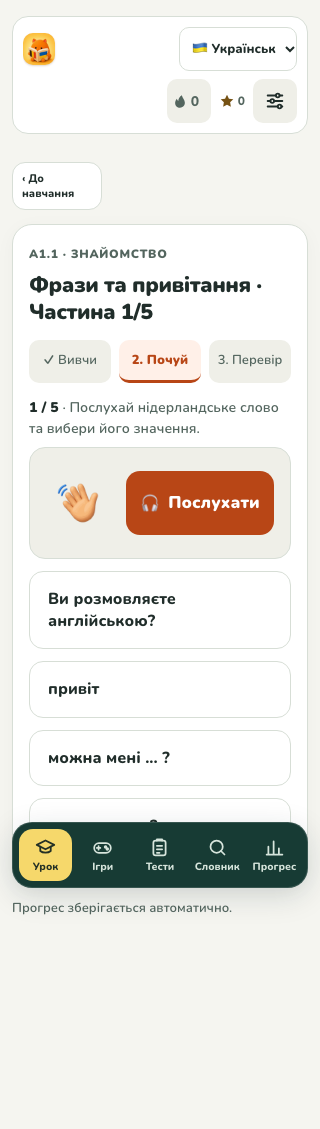 Українськ
0
0
‹ До
навчання
А1.1 · ЗНАЙОМСТВО
Фрази та привітання ·
Частина 1/5
✓ Вивчи
2. Почуй
3. Перевір
1 / 5 · Послухай нідерландське слово
та вибери його значення.
Послухати
Ви розмовляєте
англійською?
привіт
можна мені ... ?
Урок
Ігри
Тести
Словник
Прогрес
Прогрес зберігається автоматично.